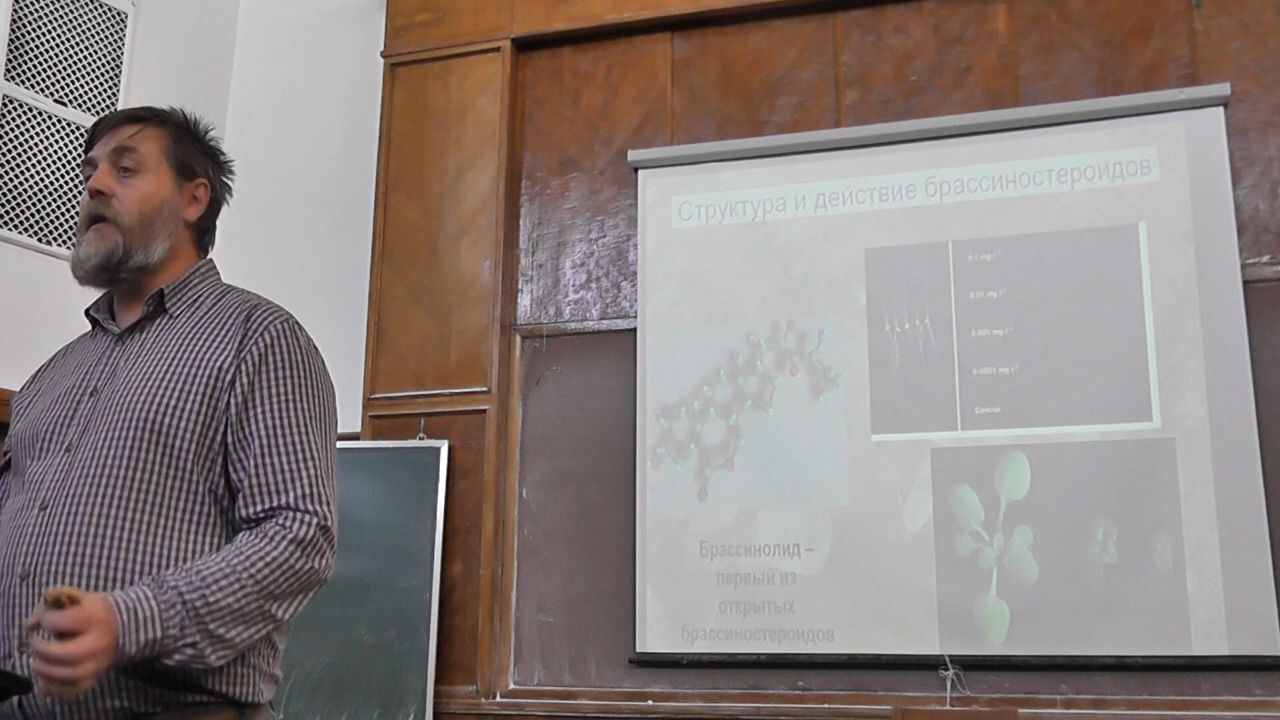 Структура и действие брассиностероидов
0.1 mg l⁻¹
0.01 mg l⁻¹
0.001 mg l⁻¹
0.0001 mg l⁻¹
Control
Брассинолид –
первый из
открытых
брассиностероидов